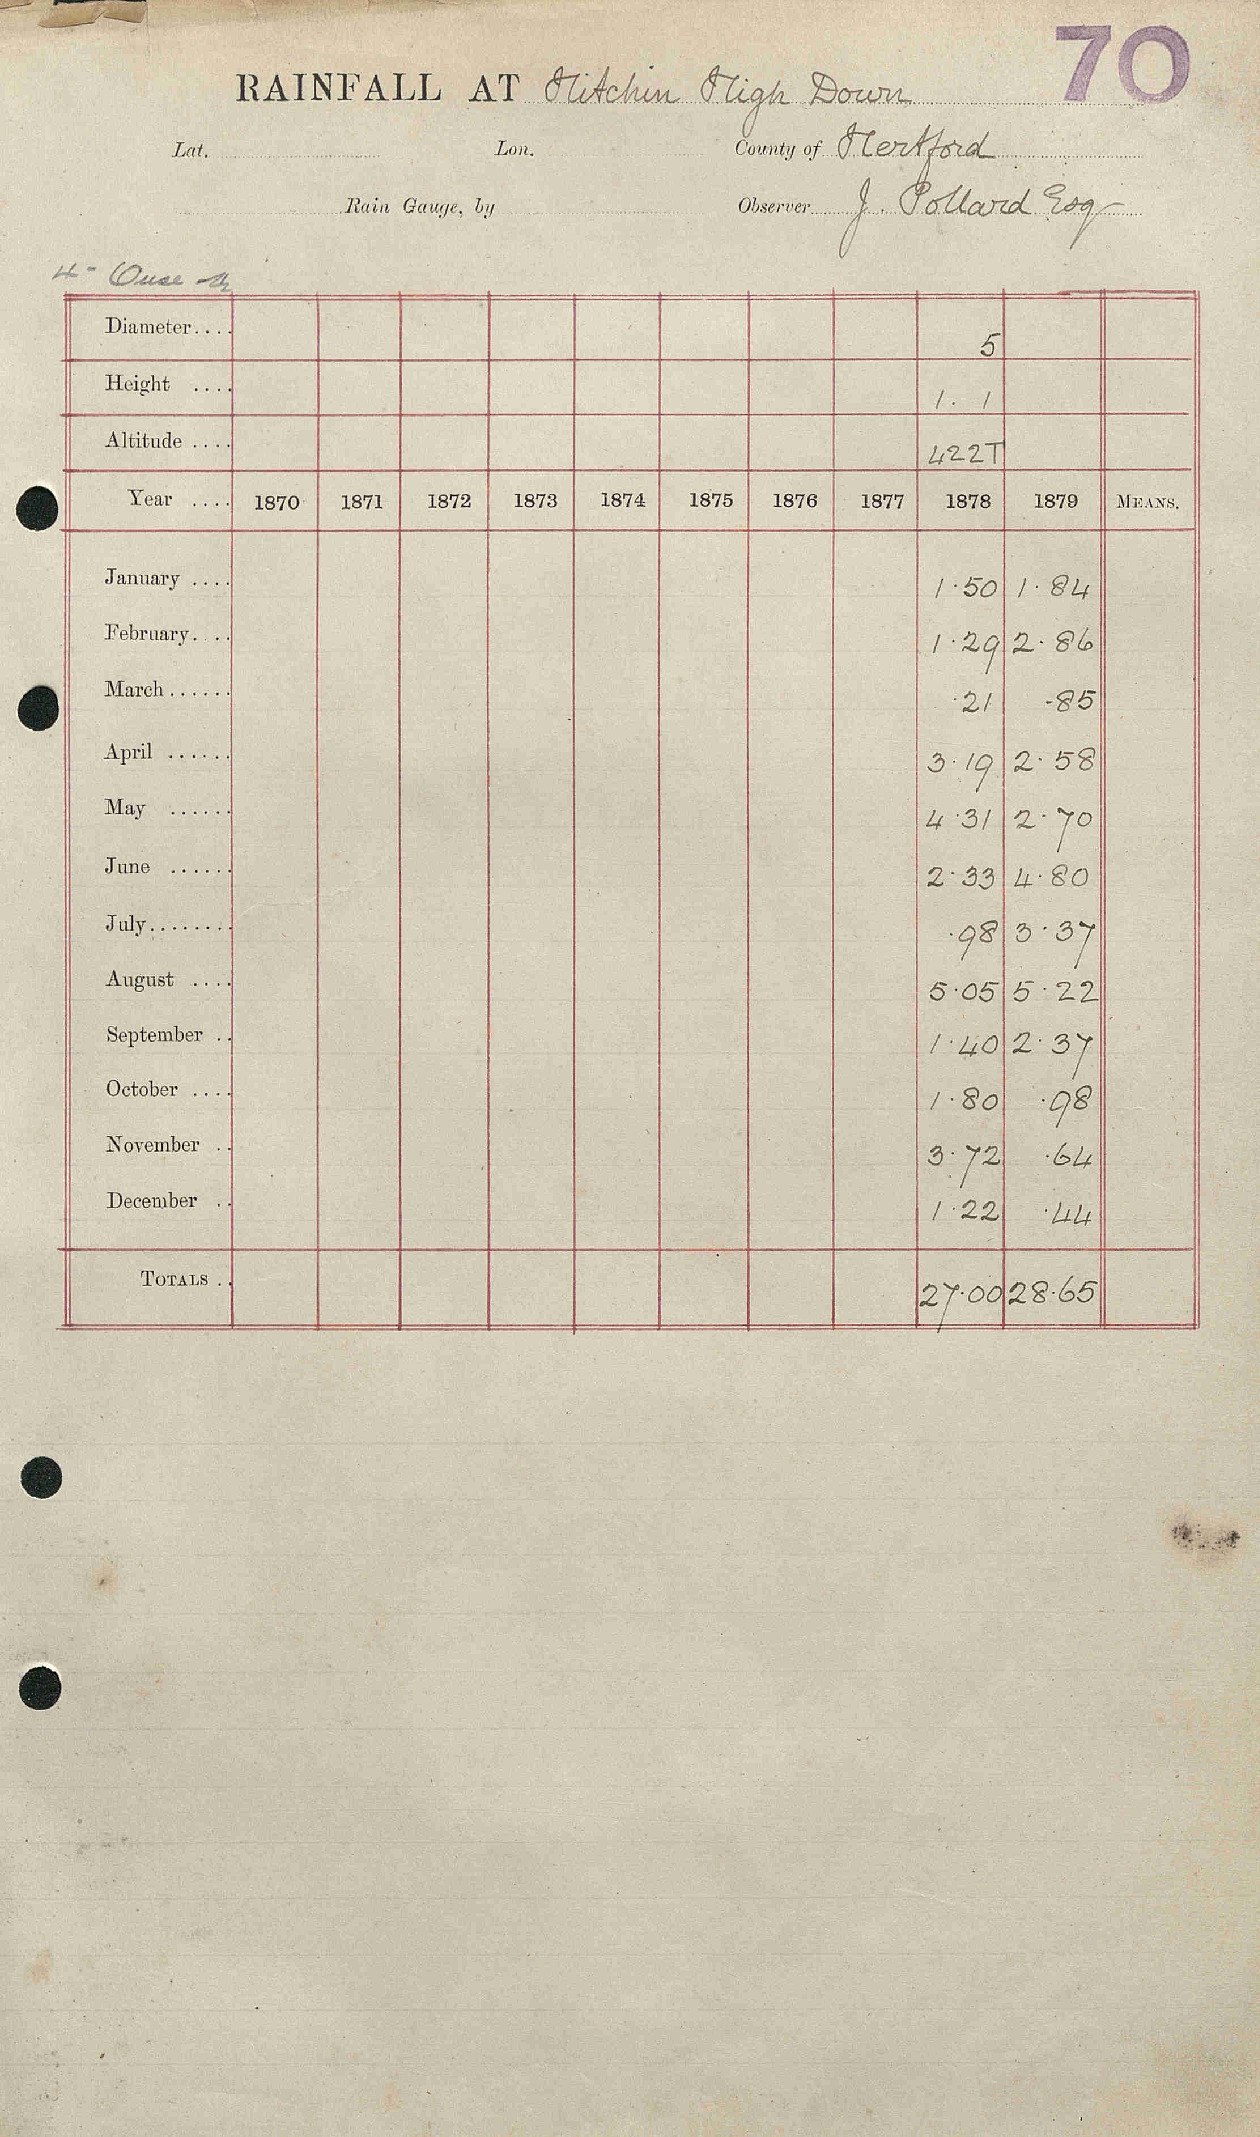 70
RAINFALL AT Hitchin High Down
Lat. Lon. County of Hertford
Rain Gauge, by Observer J. Pollard Esq
4- Ouse
Diameter.... 5
Height .... 1. 1
Altitude .... 422T
Year .... 1870 1871 1872 1873 1874 1875 1876 1877 1878 1879 MEANS.
January .... 1.50 1.84
February.... 1.29 2.86
March...... .21 .85
April ...... 3.19 2.58
May ...... 4.31 2.70
June ...... 2.33 4.80
July........ .98 3.37
August .... 5.05 5.22
September .. 1.40 2.37
October .... 1.80 .98
November .. 3.72 .64
December .. 1.22 .44
TOTALS .. 27.00 28.65